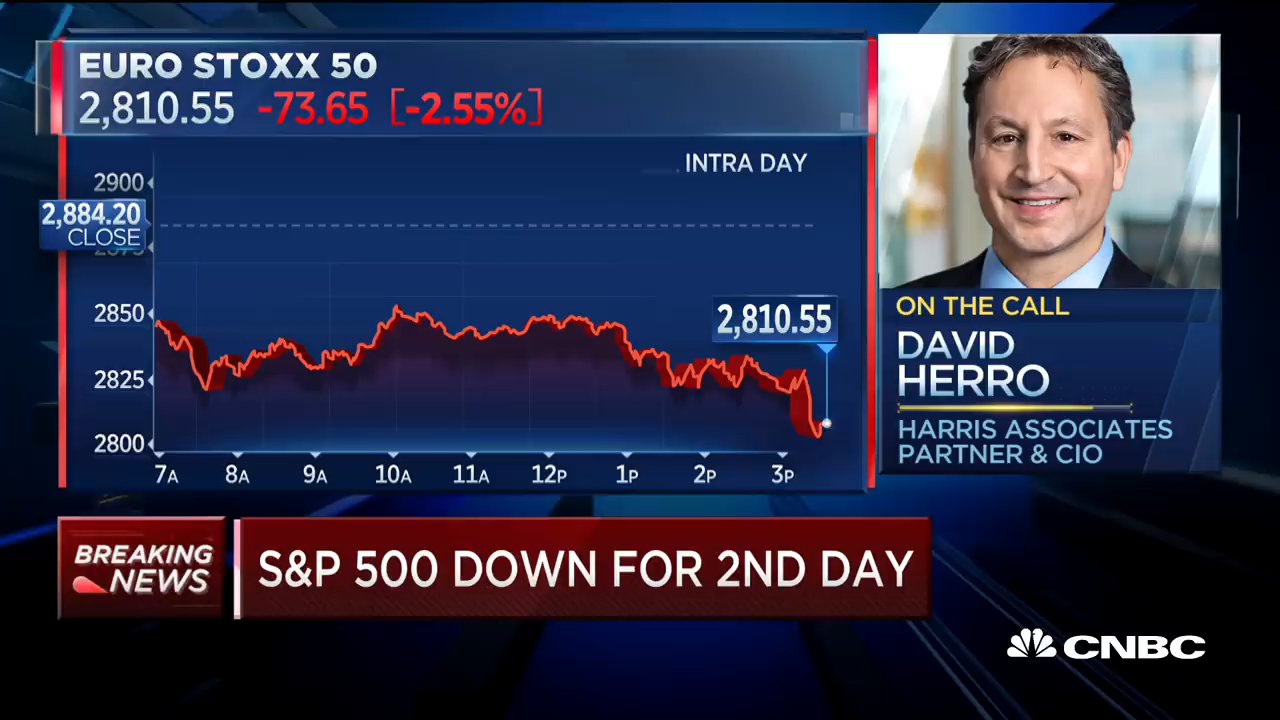 EURO STOXX 50
2,810.55 -73.65 [-2.55%]
INTRA DAY
2900
2,884.20
CLOSE
2875
2850
2,810.55
2825
2800
7A 8A 9A 10A 11A 12P 1P 2P 3P
ON THE CALL
DAVID
HERRO
HARRIS ASSOCIATES
PARTNER & CIO
BREAKING
NEWS
S&P 500 DOWN FOR 2ND DAY
CNBC